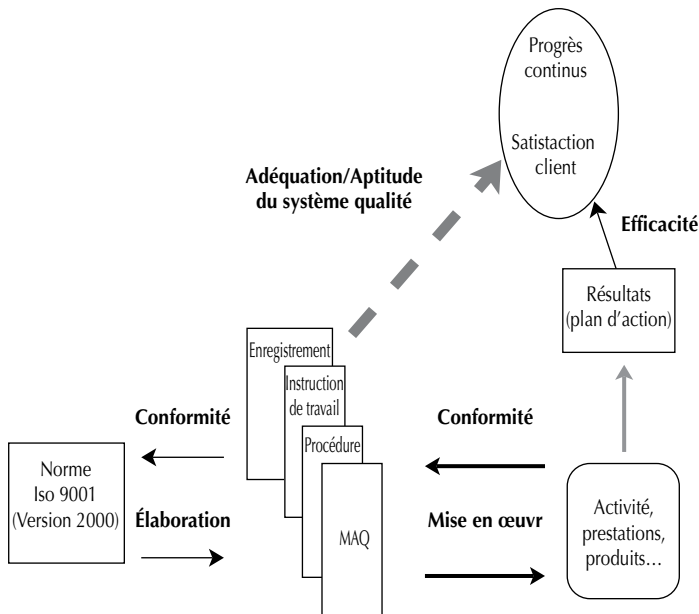 Progrès
continus
Satistaction
client
Adéquation/Aptitude
du système qualité
Efficacité
Résultats
(plan d'action)
Enregistrement
Instruction
de travail
Conformité
Conformité
Procédure
Norme
Iso 9001
(Version 2000)
Élaboration
MAQ
Mise en œuvr
Activité,
prestations,
produits…